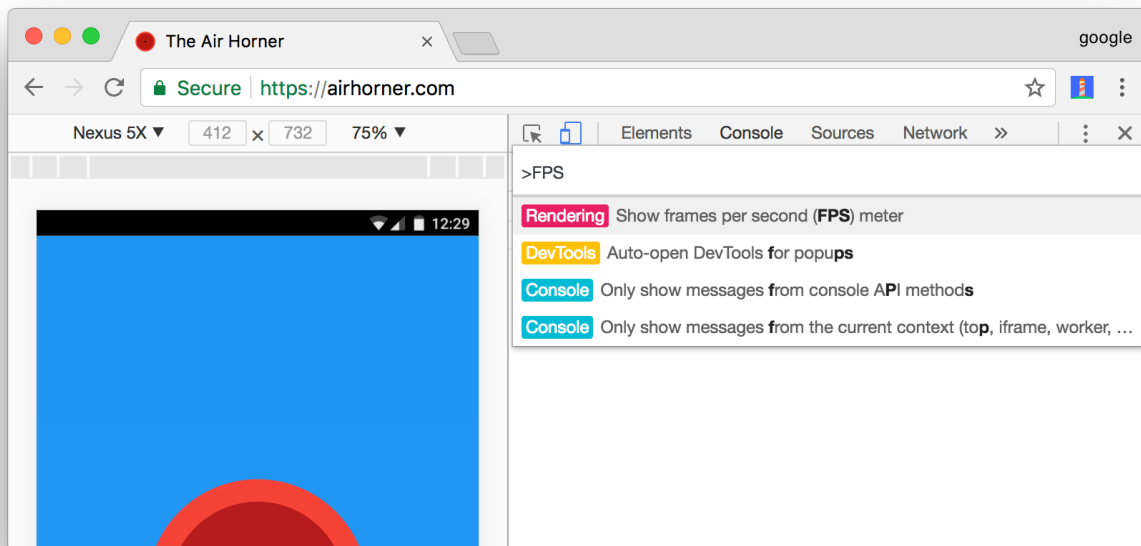 The Air Horner
google
Secure https://airhorner.com
Nexus 5X 412 × 732 75%
Elements Console Sources Network »
>FPS
12:29
Rendering Show frames per second (FPS) meter
DevTools Auto-open DevTools for popups
Console Only show messages from console API methods
Console Only show messages from the current context (top, iframe, worker, …